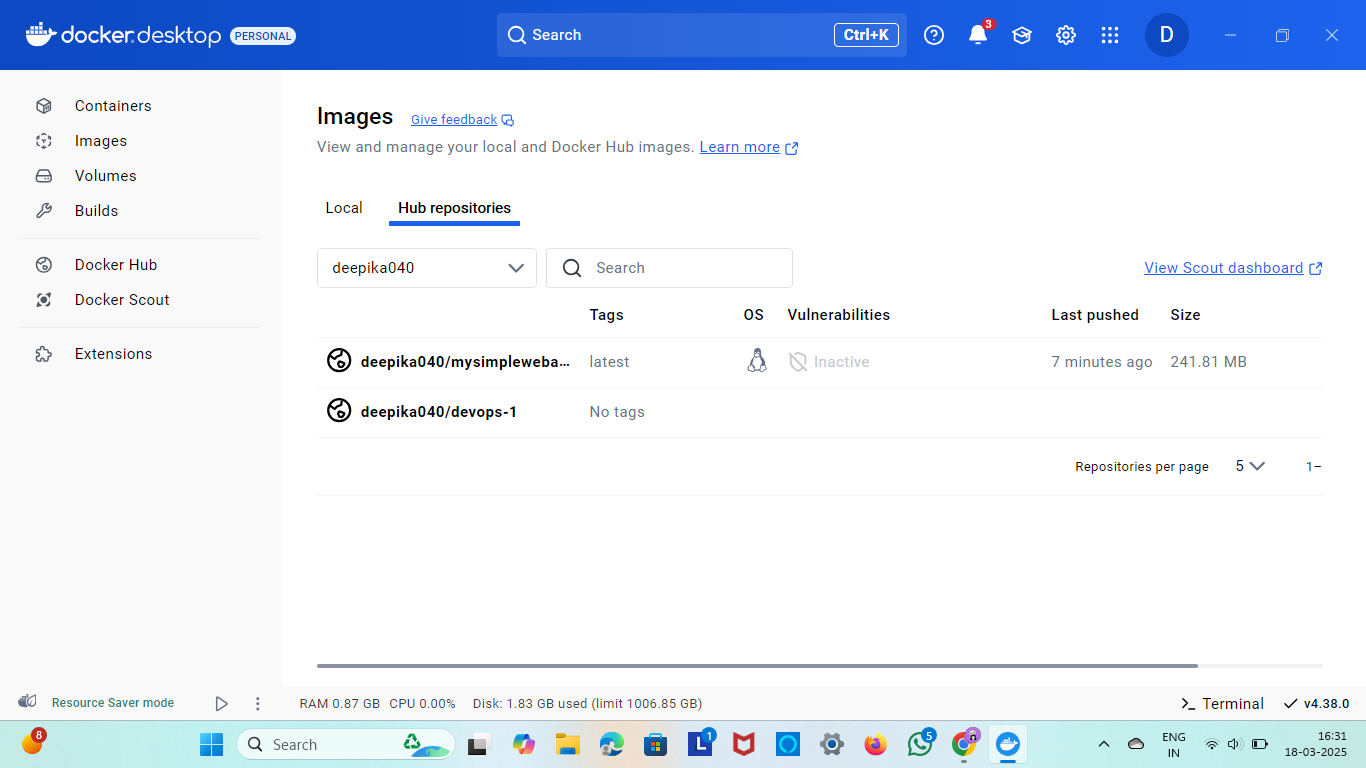 docker.desktop PERSONAL
Search
Ctrl+K
3
D
Containers
Images
Volumes
Builds
Docker Hub
Docker Scout
Extensions
Images Give feedback
View and manage your local and Docker Hub images. Learn more
Local Hub repositories
deepika040
Search
View Scout dashboard
Tags OS Vulnerabilities Last pushed Size
deepika040/mysimpleweba... latest Inactive 7 minutes ago 241.81 MB
deepika040/devops-1 No tags
Repositories per page 5 1–
Resource Saver mode RAM 0.87 GB CPU 0.00% Disk: 1.83 GB used (limit 1006.85 GB) Terminal v4.38.0
8
Search
L 1
5
ENG
IN
16:31
18-03-2025